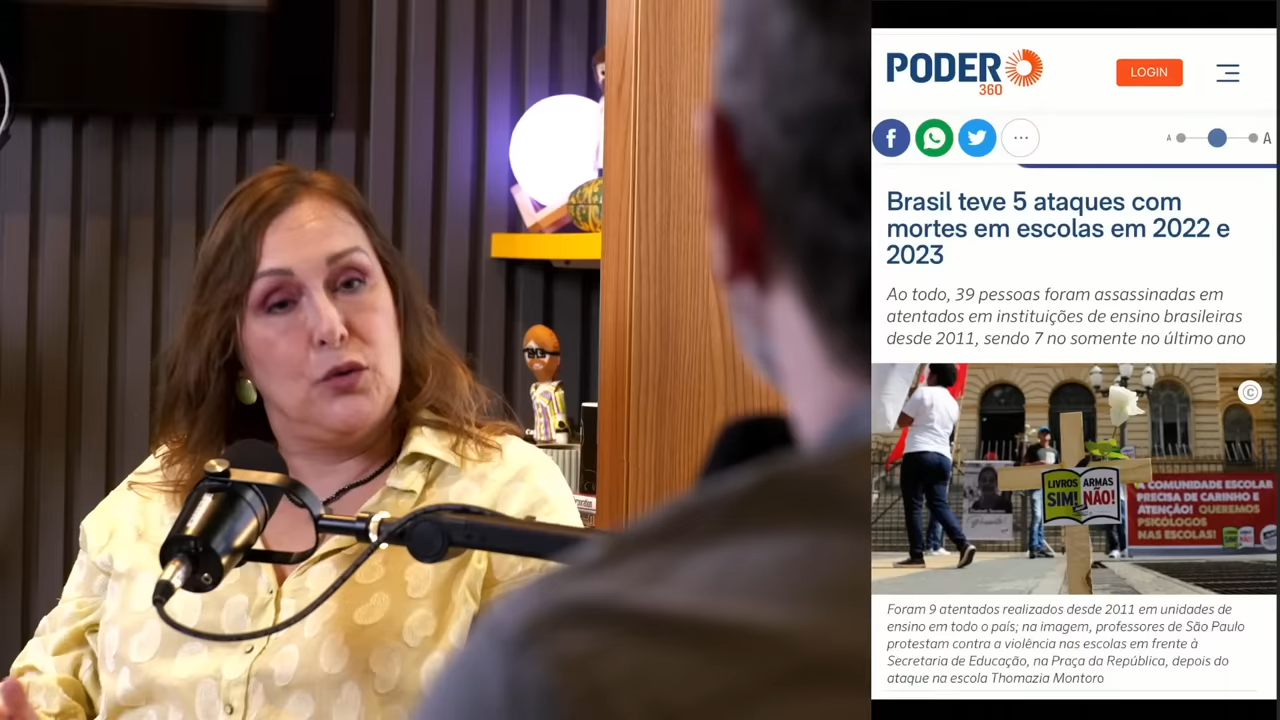 PODER
360
LOGIN
A
A
Brasil teve 5 ataques com
mortes em escolas em 2022 e
2023
Ao todo, 39 pessoas foram assassinadas em
atentados em instituições de ensino brasileiras
desde 2011, sendo 7 no somente no último ano
©
LIVROS
SIM!
ARMAS
NÃO!
A COMUNIDADE ESCOLAR
PRECISA DE CARINHO E
ATENÇÃO! QUEREMOS
PSICÓLOGOS
NAS ESCOLAS!
Foram 9 atentados realizados desde 2011 em unidades de
ensino em todo o país; na imagem, professores de São Paulo
protestam contra a violência nas escolas em frente à
Secretaria de Educação, na Praça da República, depois do
ataque na escola Thomazia Montoro